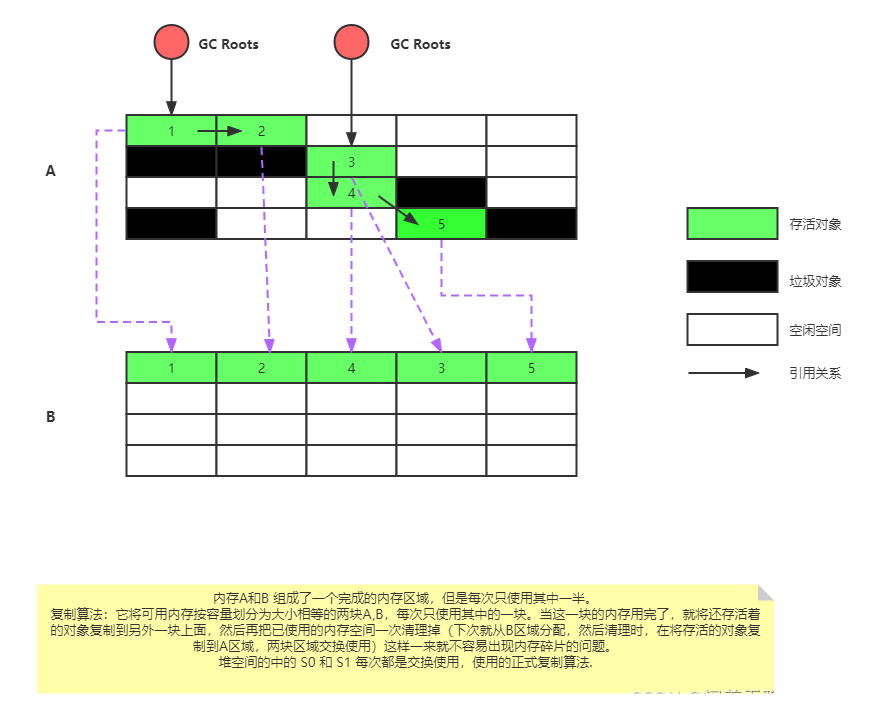 GC Roots GC Roots
1 2
A
3
4
5
存活对象
垃圾对象
空闲空间
引用关系
1 2 4 3 5
B
内存A和B 组成了一个完成的内存区域，但是每次只使用其中一半。
复制算法：它将可用内存按容量划分为大小相等的两块A,B，每次只使用其中的一块。当这一块的内存用完了，就将还存活着
的对象复制到另外一块上面，然后再把已使用的内存空间一次清理掉（下次就从B区域分配，然后清理时，在将存活的对象复
制到A区域，两块区域交换使用）这样一来就不容易出现内存碎片的问题。
堆空间的中的 S0 和 S1 每次都是交换使用，使用的正式复制算法.